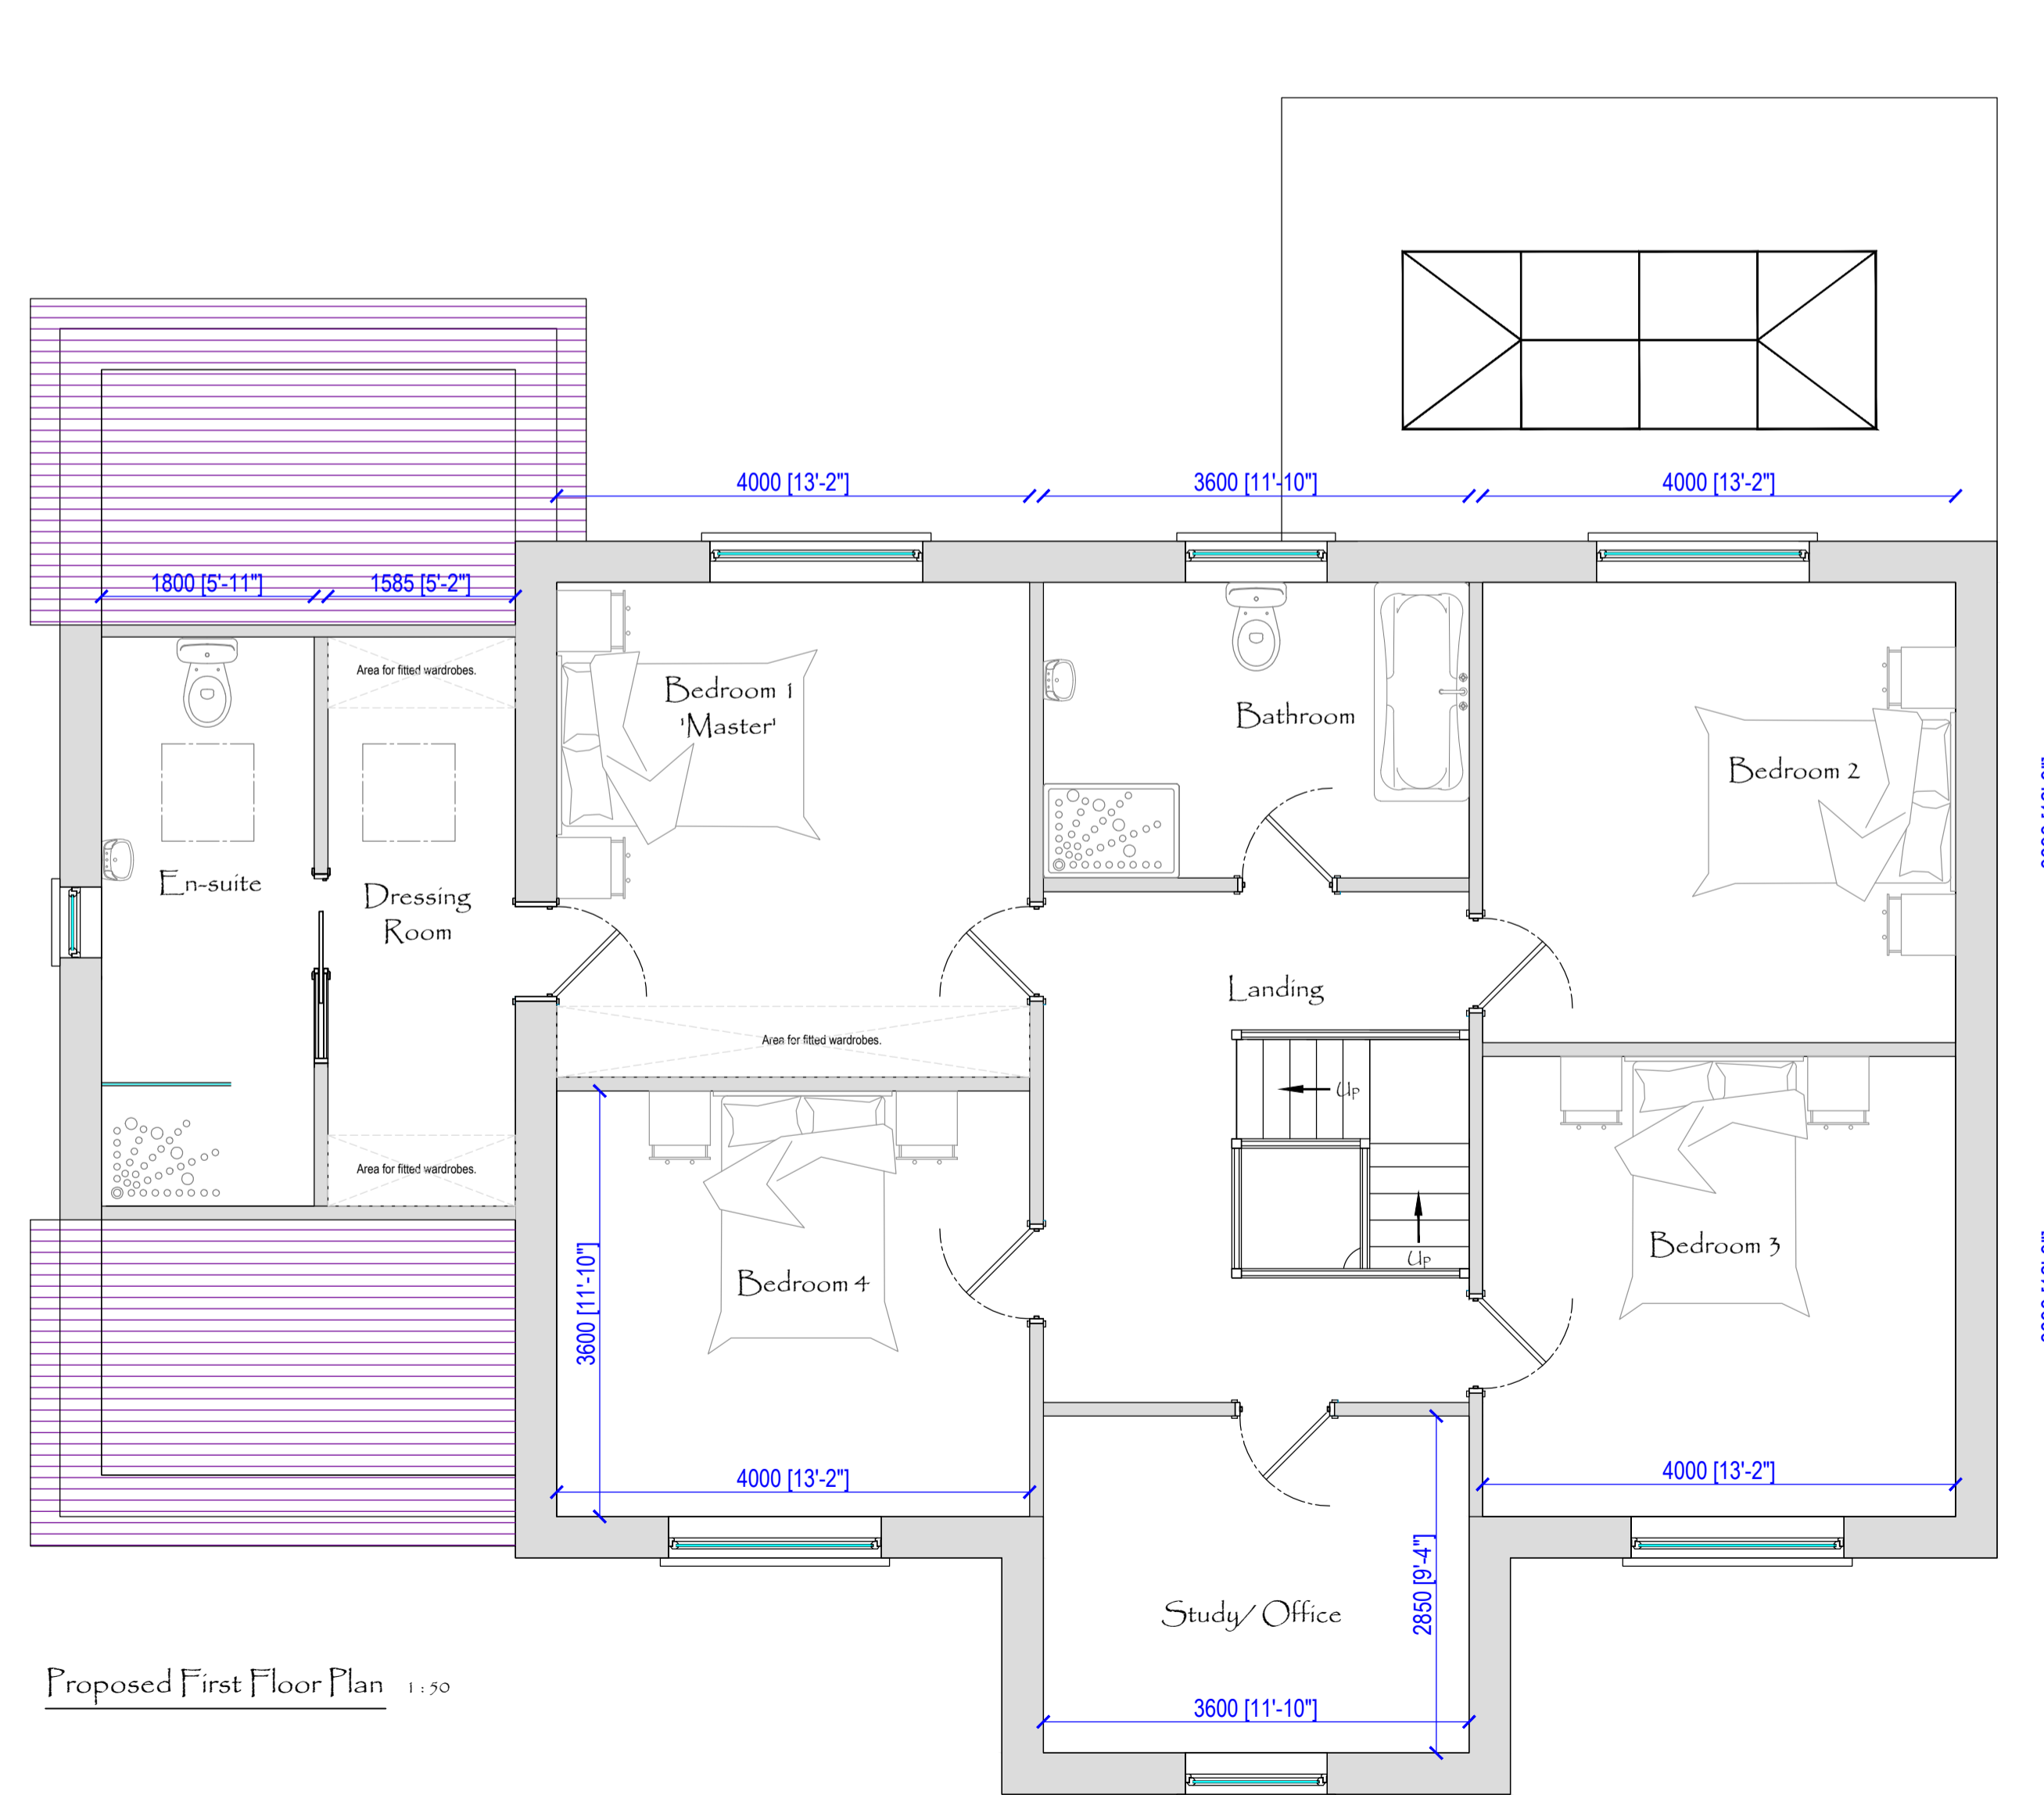 4000 [13'-2"]
3600 [11'-10"]
4000 [13'-2"]
1800 [5'-11"]
1585 [5'-2"]
Area for fitted wardrobes.
Bedroom 1
'Master'
Bathroom
Bedroom 2
En-suite
Dressing
Room
Landing
Area for fitted wardrobes.
Up
Area for fitted wardrobes.
Up
Bedroom 3
Bedroom 4
3600 [11'-10"]
4000 [13'-2"]
4000 [13'-2"]
2850 [9'-4"]
Study/ Office
3600 [11'-10"]
Proposed First Floor Plan 1 : 50